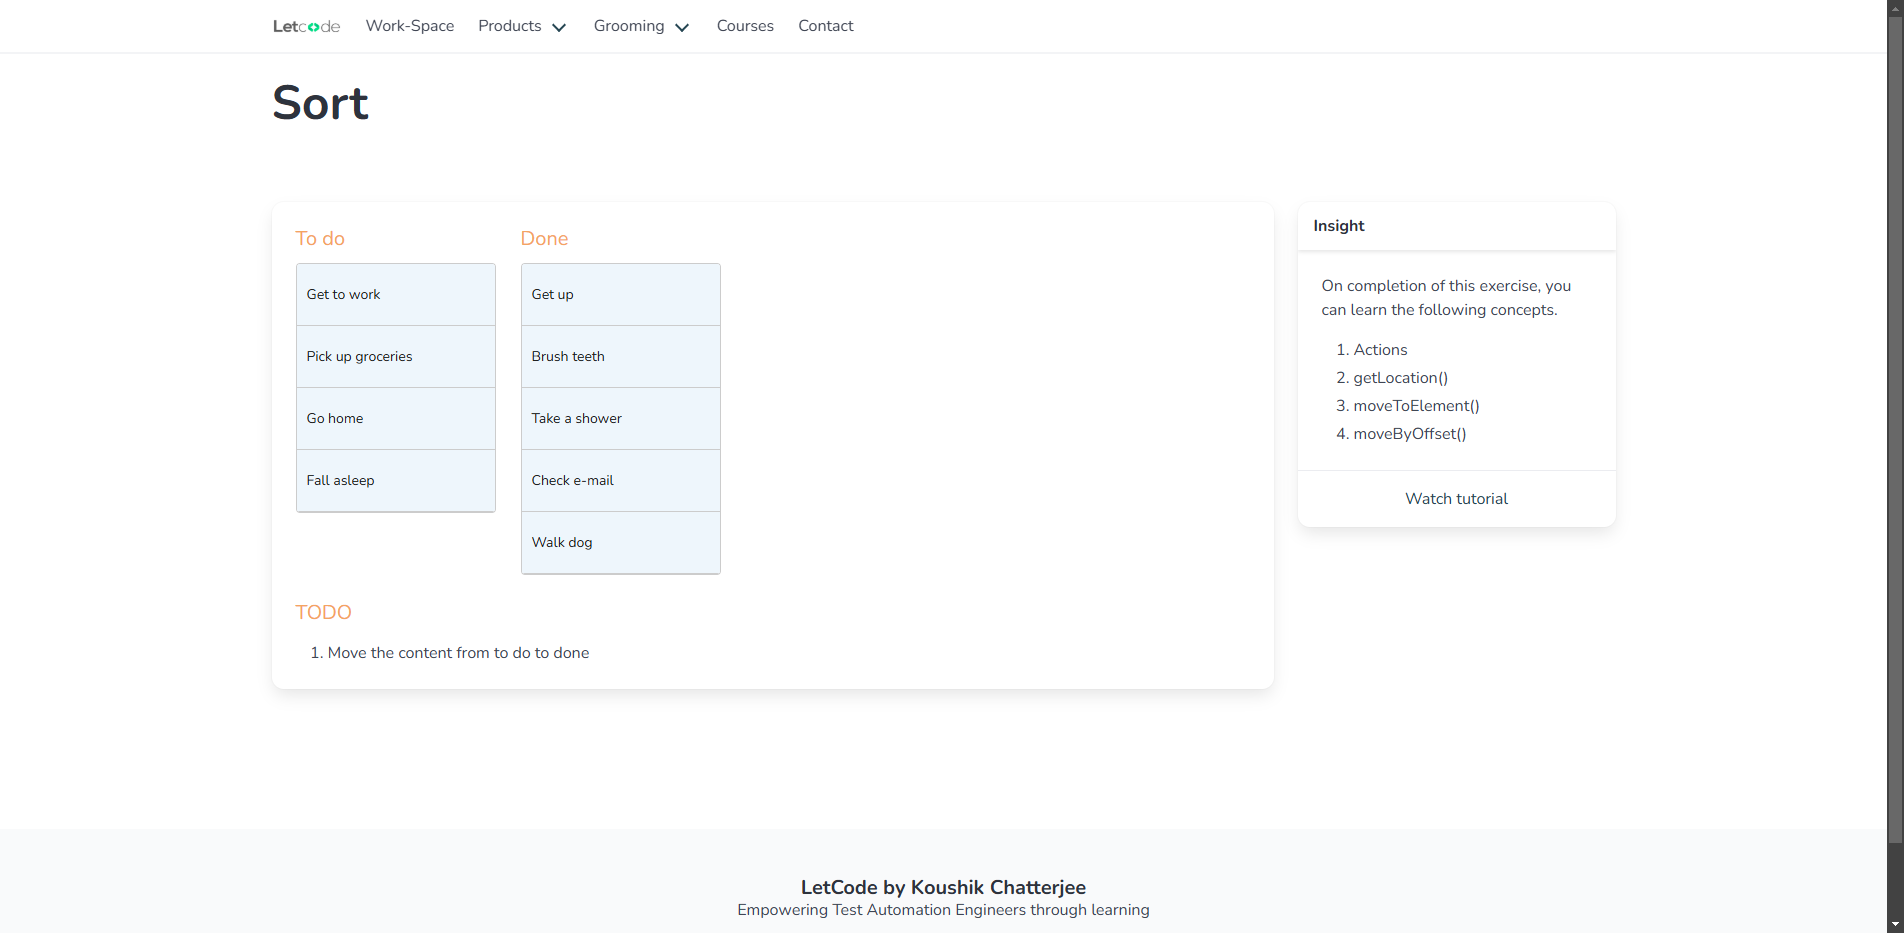 Letcode Work-Space Products Grooming Courses Contact
Sort
To do
Get to work
Pick up groceries
Go home
Fall asleep
Done
Get up
Brush teeth
Take a shower
Check e-mail
Walk dog
TODO
1. Move the content from to do to done
Insight
On completion of this exercise, you
can learn the following concepts.
1. Actions
2. getLocation()
3. moveToElement()
4. moveByOffset()
Watch tutorial
LetCode by Koushik Chatterjee
Empowering Test Automation Engineers through learning